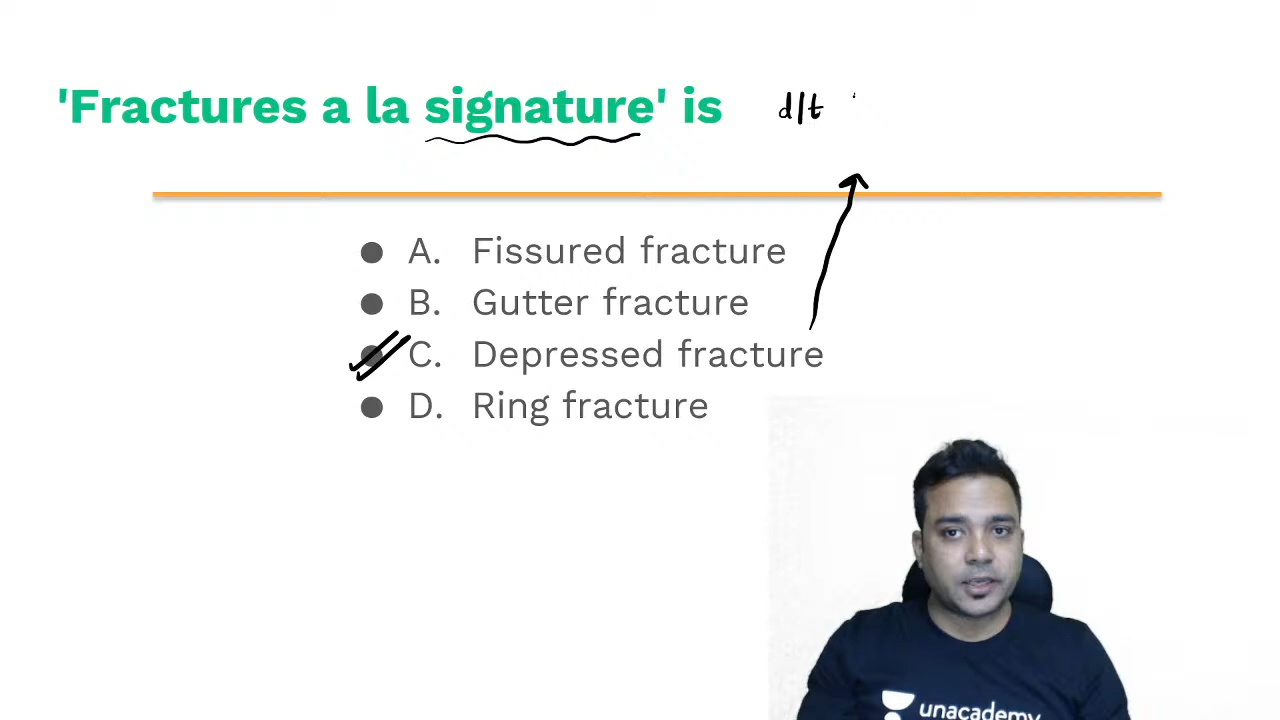 'Fractures a la signature' is d/t
● A. Fissured fracture
● B. Gutter fracture
● C. Depressed fracture
● D. Ring fracture
unacademy